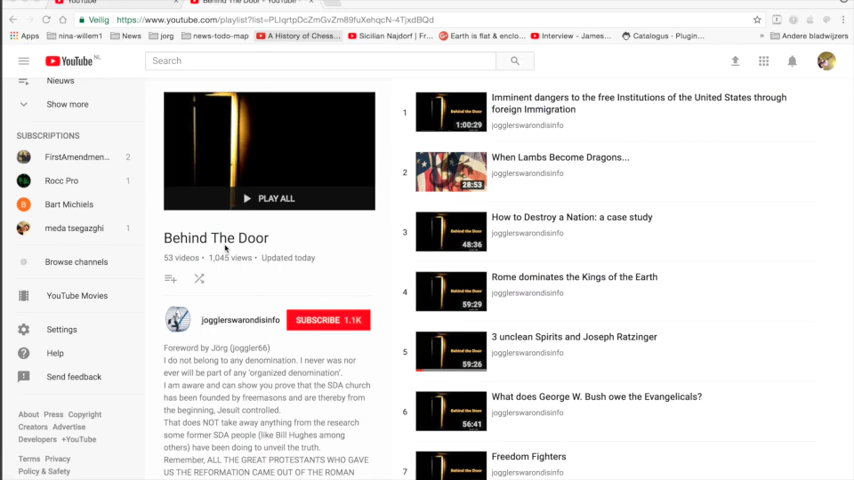 YouTube
Behind The Door - YouTube
Veilig
https://www.youtube.com/playlist?list=PLIqrtpDcZmGvZm89fuXehqcN-4TjxdBQd
Apps
nina-willem1
News
jorg
news-todo-map
A History of Chess...
Sicilian Najdorf | Fr...
Earth is flat & enclo...
Interview - James...
Catalogus - Plugin...
» Andere bladwijzers
YouTube NL
Search
Nieuws
Show more
SUBSCRIPTIONS
FirstAmendmen... 2
Rocc Pro 1
Bart Michiels
meda tsegazghi 1
Browse channels
YouTube Movies
Settings
Help
Send feedback
About Press Copyright
Creators Advertise
Developers +YouTube
Terms Privacy
Policy & Safety
PLAY ALL
Behind The Door
53 videos • 1,045 views • Updated today
jogglerswarondisinfo
SUBSCRIBE 1.1K
Foreword by Jörg (joggler66)
I do not belong to any denomination. I never was nor
ever will be part of any 'organized denomination'.
I am aware and can show you prove that the SDA church
has been founded by freemasons and are thereby from
the beginning, Jesuit controlled.
That does NOT take away anything from the research
some former SDA people (like Bill Hughes among
others) have been doing to unveil the truth.
Remember, ALL THE GREAT PROTESTANTS WHO GAVE
US THE REFORMATION CAME OUT OF THE ROMAN
1
Behind the Door
1:00:29
Imminent dangers to the free Institutions of the United States through
foreign Immigration
jogglerswarondisinfo
2
28:53
When Lambs Become Dragons...
jogglerswarondisinfo
3
Behind the Door
48:36
How to Destroy a Nation: a case study
jogglerswarondisinfo
4
Behind the Door
59:29
Rome dominates the Kings of the Earth
jogglerswarondisinfo
5
Behind the Door
59:26
3 unclean Spirits and Joseph Ratzinger
jogglerswarondisinfo
6
Behind the Door
56:41
What does George W. Bush owe the Evangelicals?
jogglerswarondisinfo
7
Behind the Door
Freedom Fighters
jogglerswarondisinfo